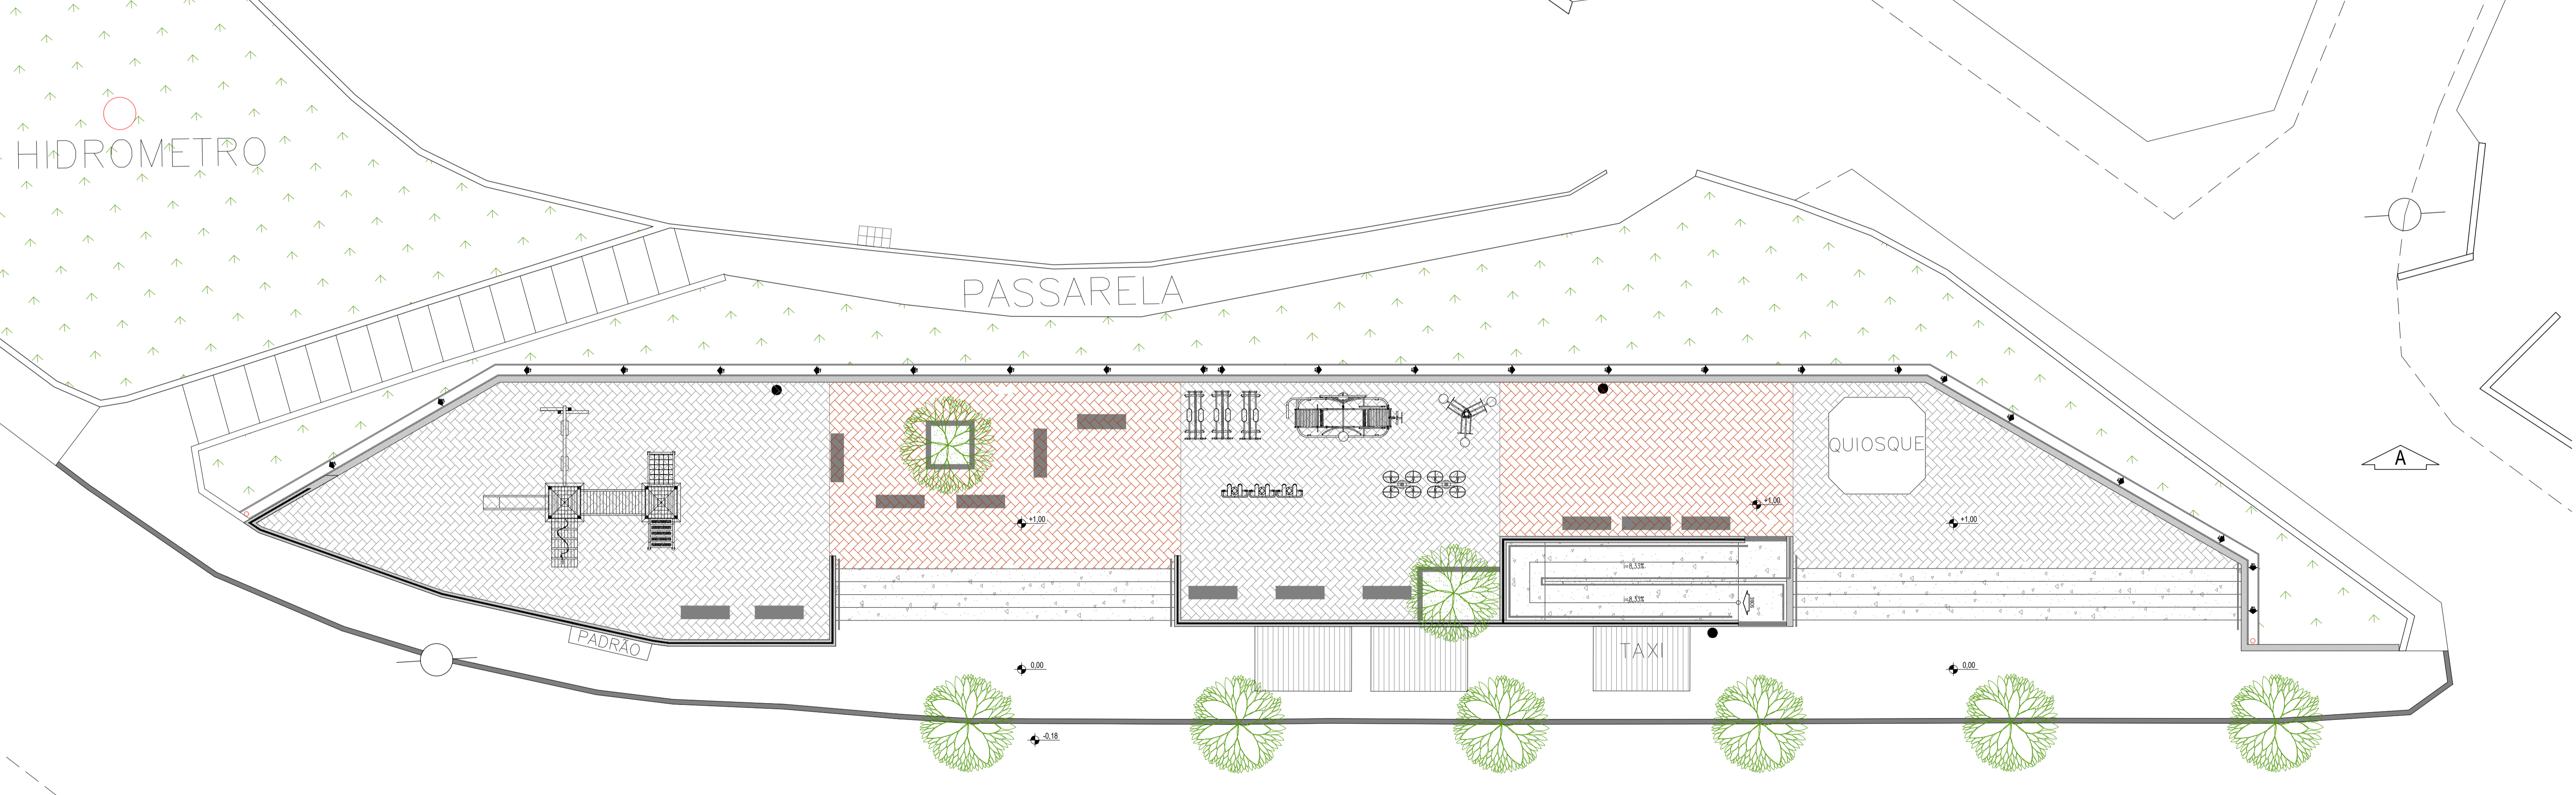 HIDROMETRO
PASSARELA
QUIOSQUE
A
+1,00
+1,00
+1,00
i=8,33%
i=8,33%
PADRÃO
TAXI
0,00
0,00
-0,18